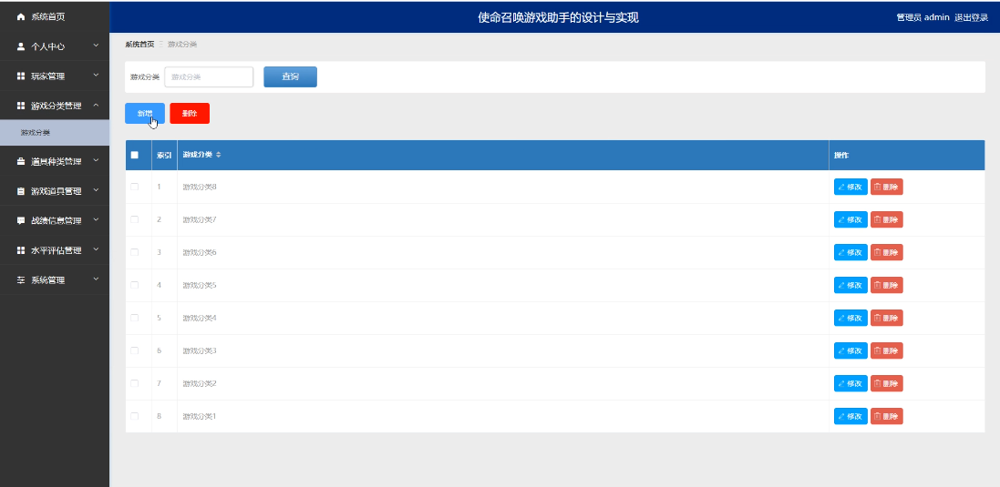 使命召唤游戏助手的设计与实现
管理员 admin 退出登录
系统首页
个人中心
玩家管理
游戏分类管理
游戏分类
道具种类管理
游戏道具管理
战绩信息管理
水平评估管理
系统管理
系统首页 游戏分类
游戏分类 游戏分类 查询
新增 删除
索引 游戏分类 操作
1 游戏分类8 修改 删除
2 游戏分类7 修改 删除
3 游戏分类6 修改 删除
4 游戏分类5 修改 删除
5 游戏分类4 修改 删除
6 游戏分类3 修改 删除
7 游戏分类2 修改 删除
8 游戏分类1 修改 删除